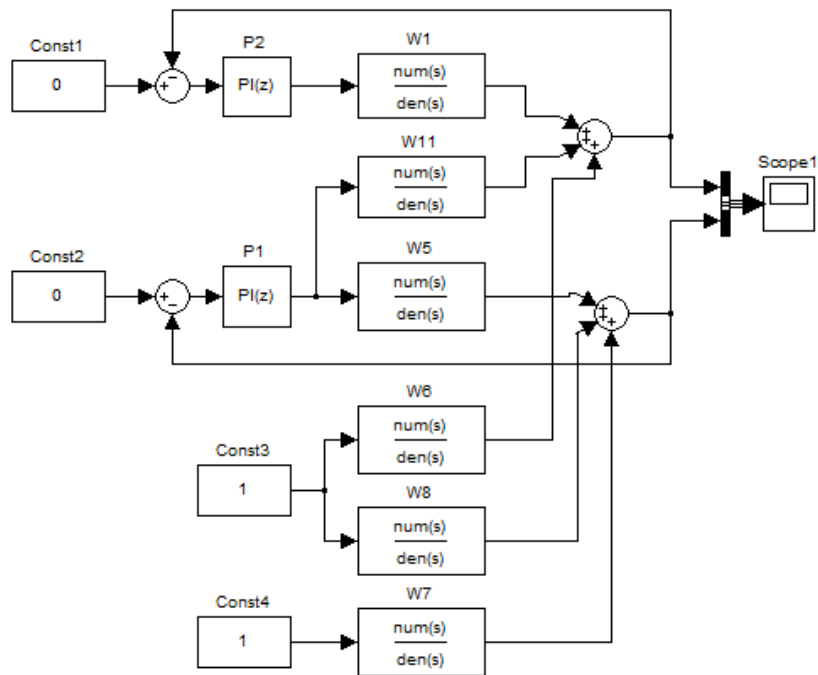 Const1
0
P2
PI(z)
W1
num(s)
den(s)
W11
num(s)
den(s)
Scope1
Const2
0
P1
PI(z)
W5
num(s)
den(s)
W6
num(s)
den(s)
Const3
1
W8
num(s)
den(s)
Const4
1
W7
num(s)
den(s)